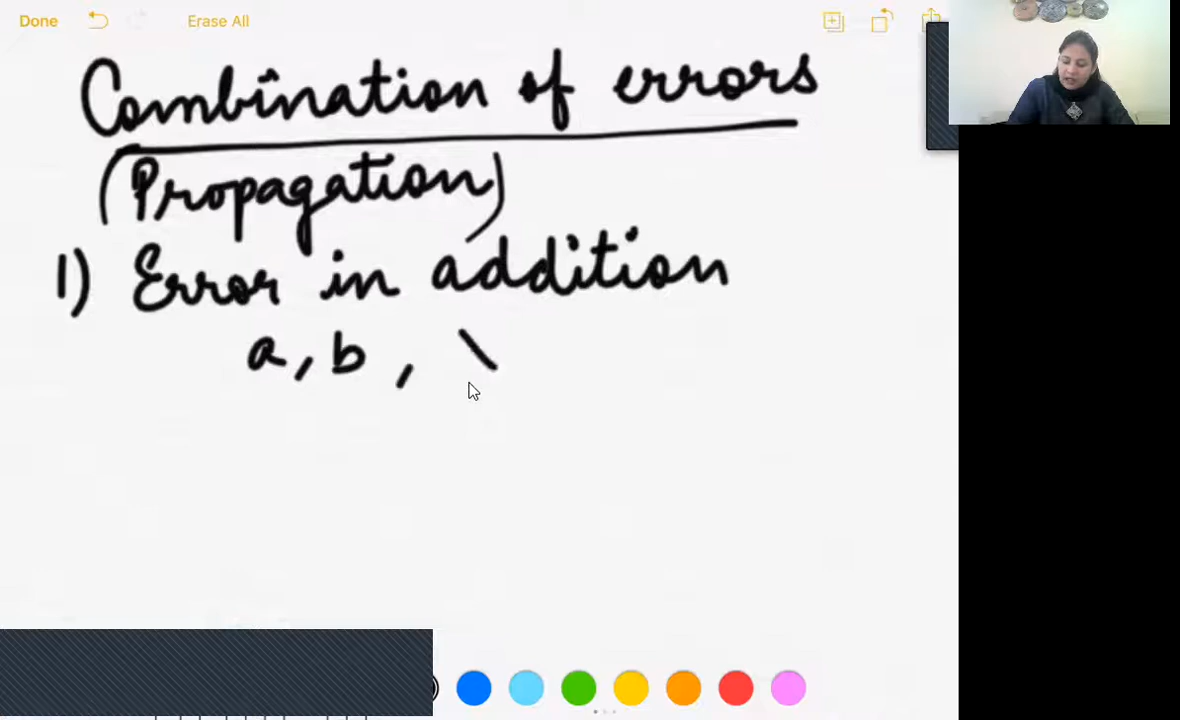 Done Erase All
Combination of errors
(Propagation)
1) Error in addition
a, b, \